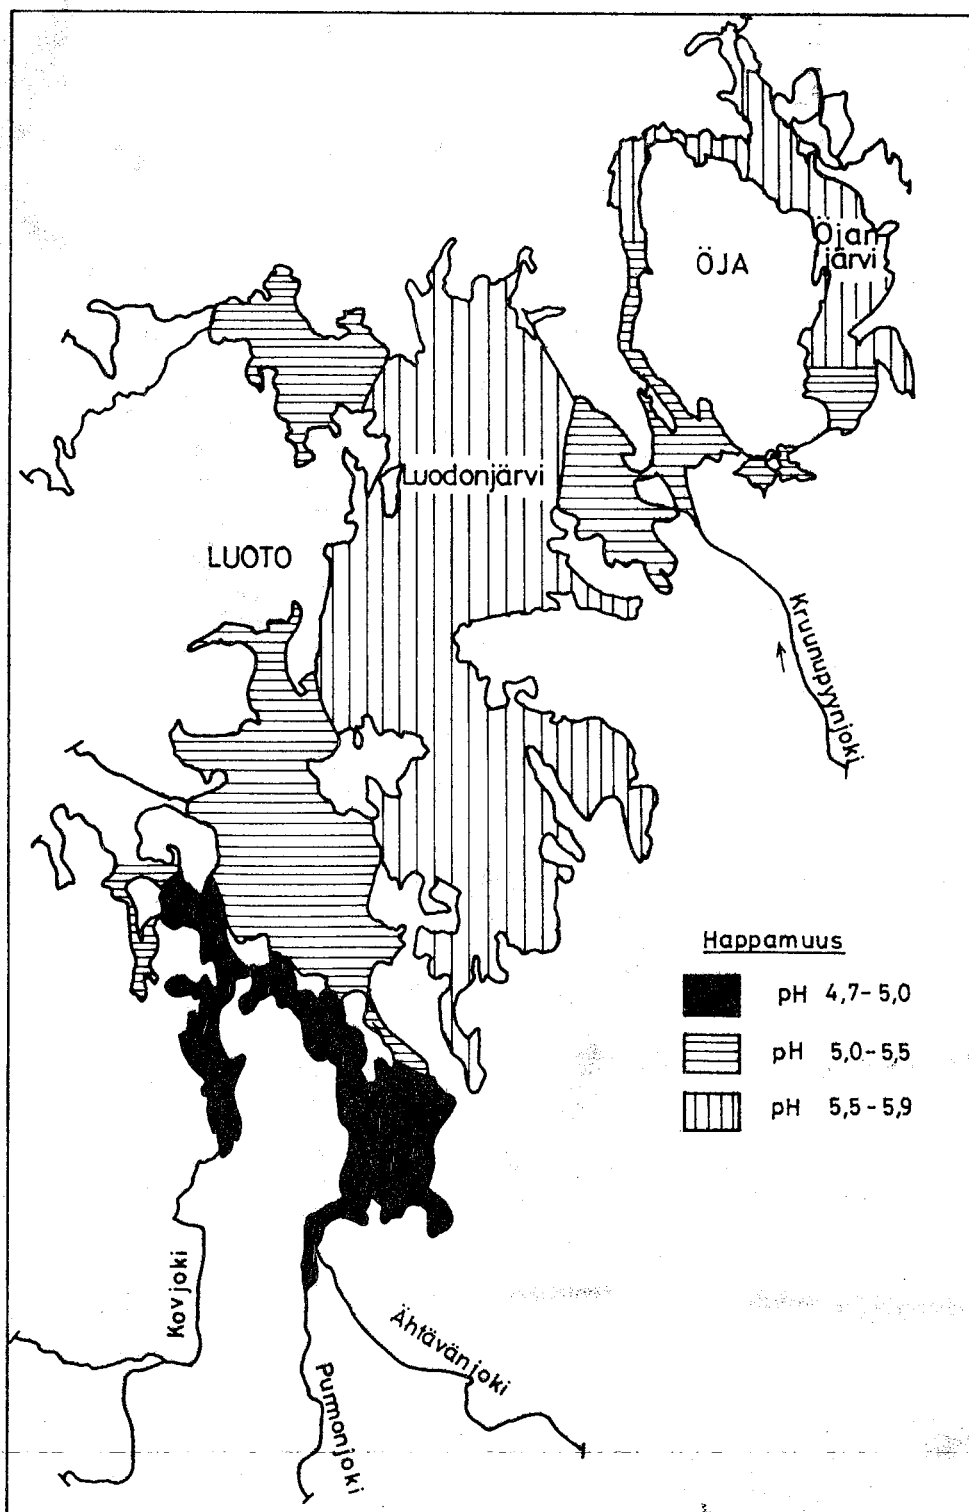 ÖJA
Öjan
järvi
Luodonjärvi
LUOTO
Kruunupyynjoki
Happamuus
pH 4,7-5,0
pH 5,0-5,5
pH 5,5-5,9
Kovjoki
Ähtävänjoki
Purmonjoki